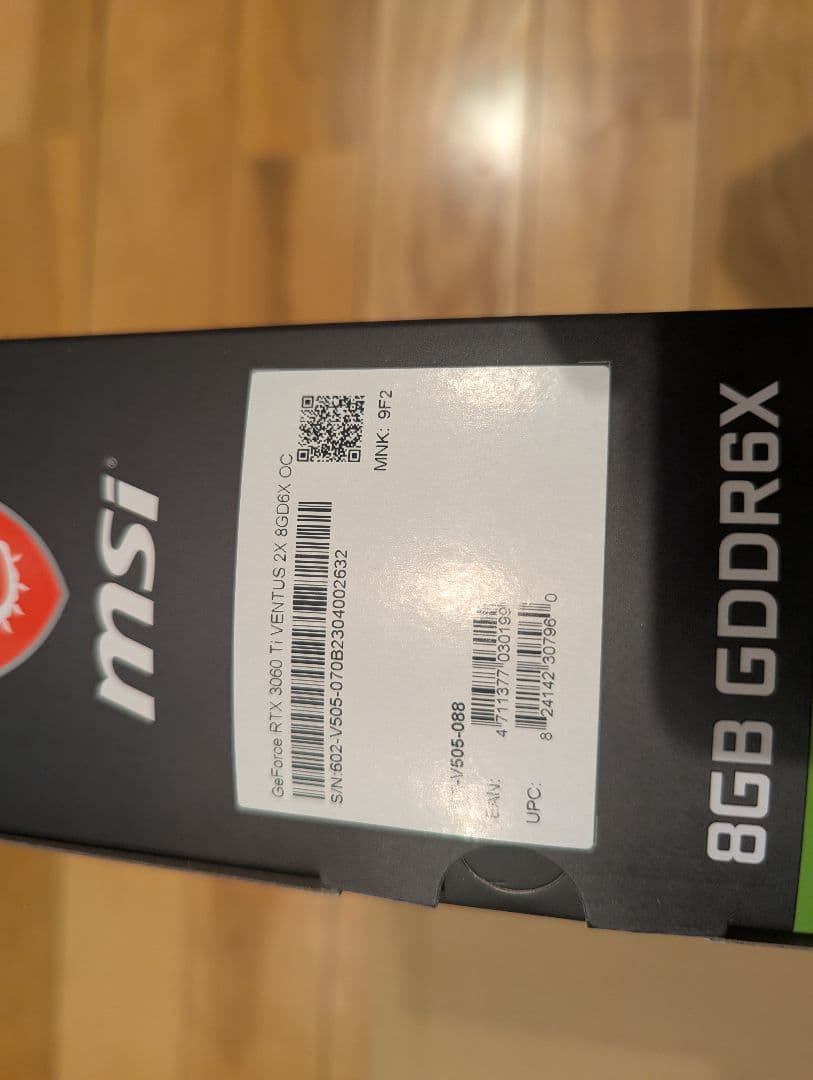 msi
GeForce RTX 3060 Ti VENTUS 2X 8GD6X OC
S/N:602-V505-070B2304002632
MNK: 9F2
-V505-088
EAN:
4 711377 030199
UPC:
8 24142 30796 0
8GB GDDR6X